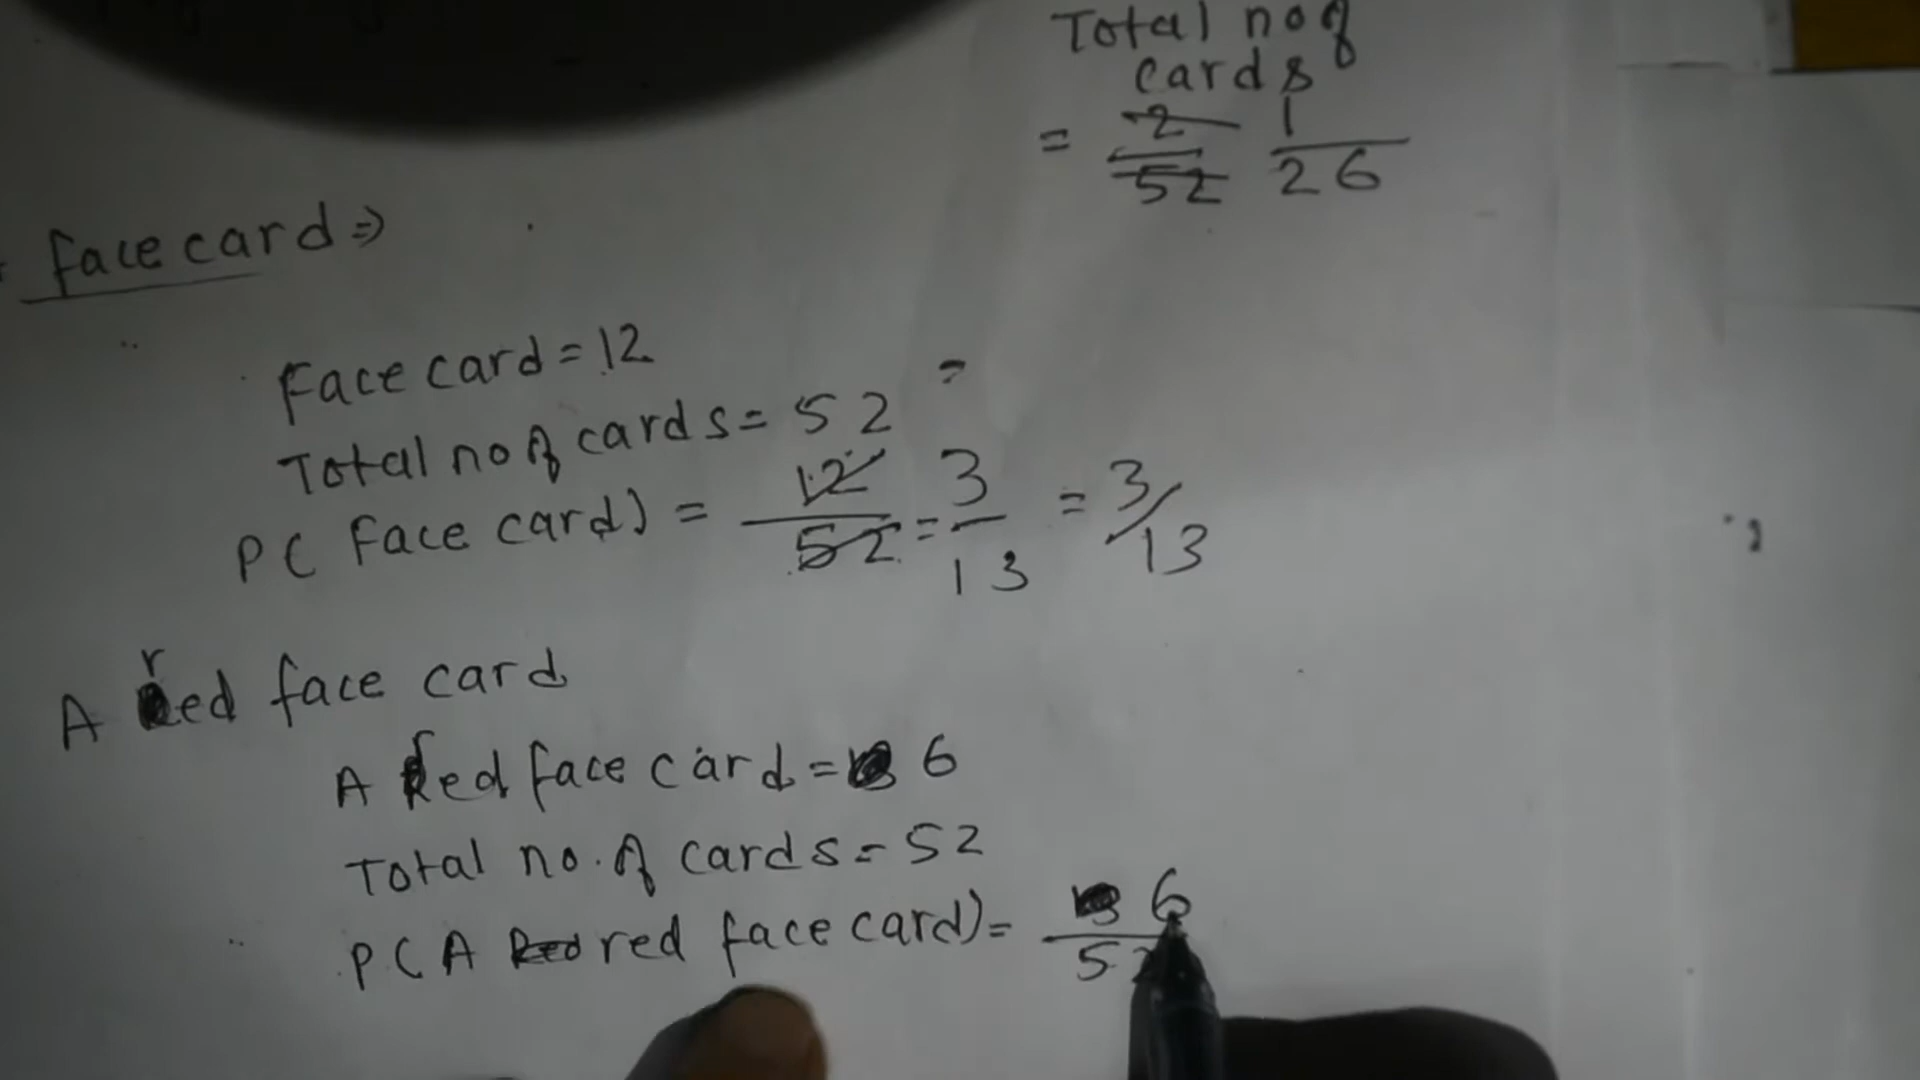 Total no of
cards
= 2/52 1/26
face card ⇒
Face card = 12
=
Total no of cards = 52
P( Face card) = 12/52 = 3/13 = 3/13
A red face card
A red face card = 6
Total no. of cards = 52
P( A Red red face card) = 6/52